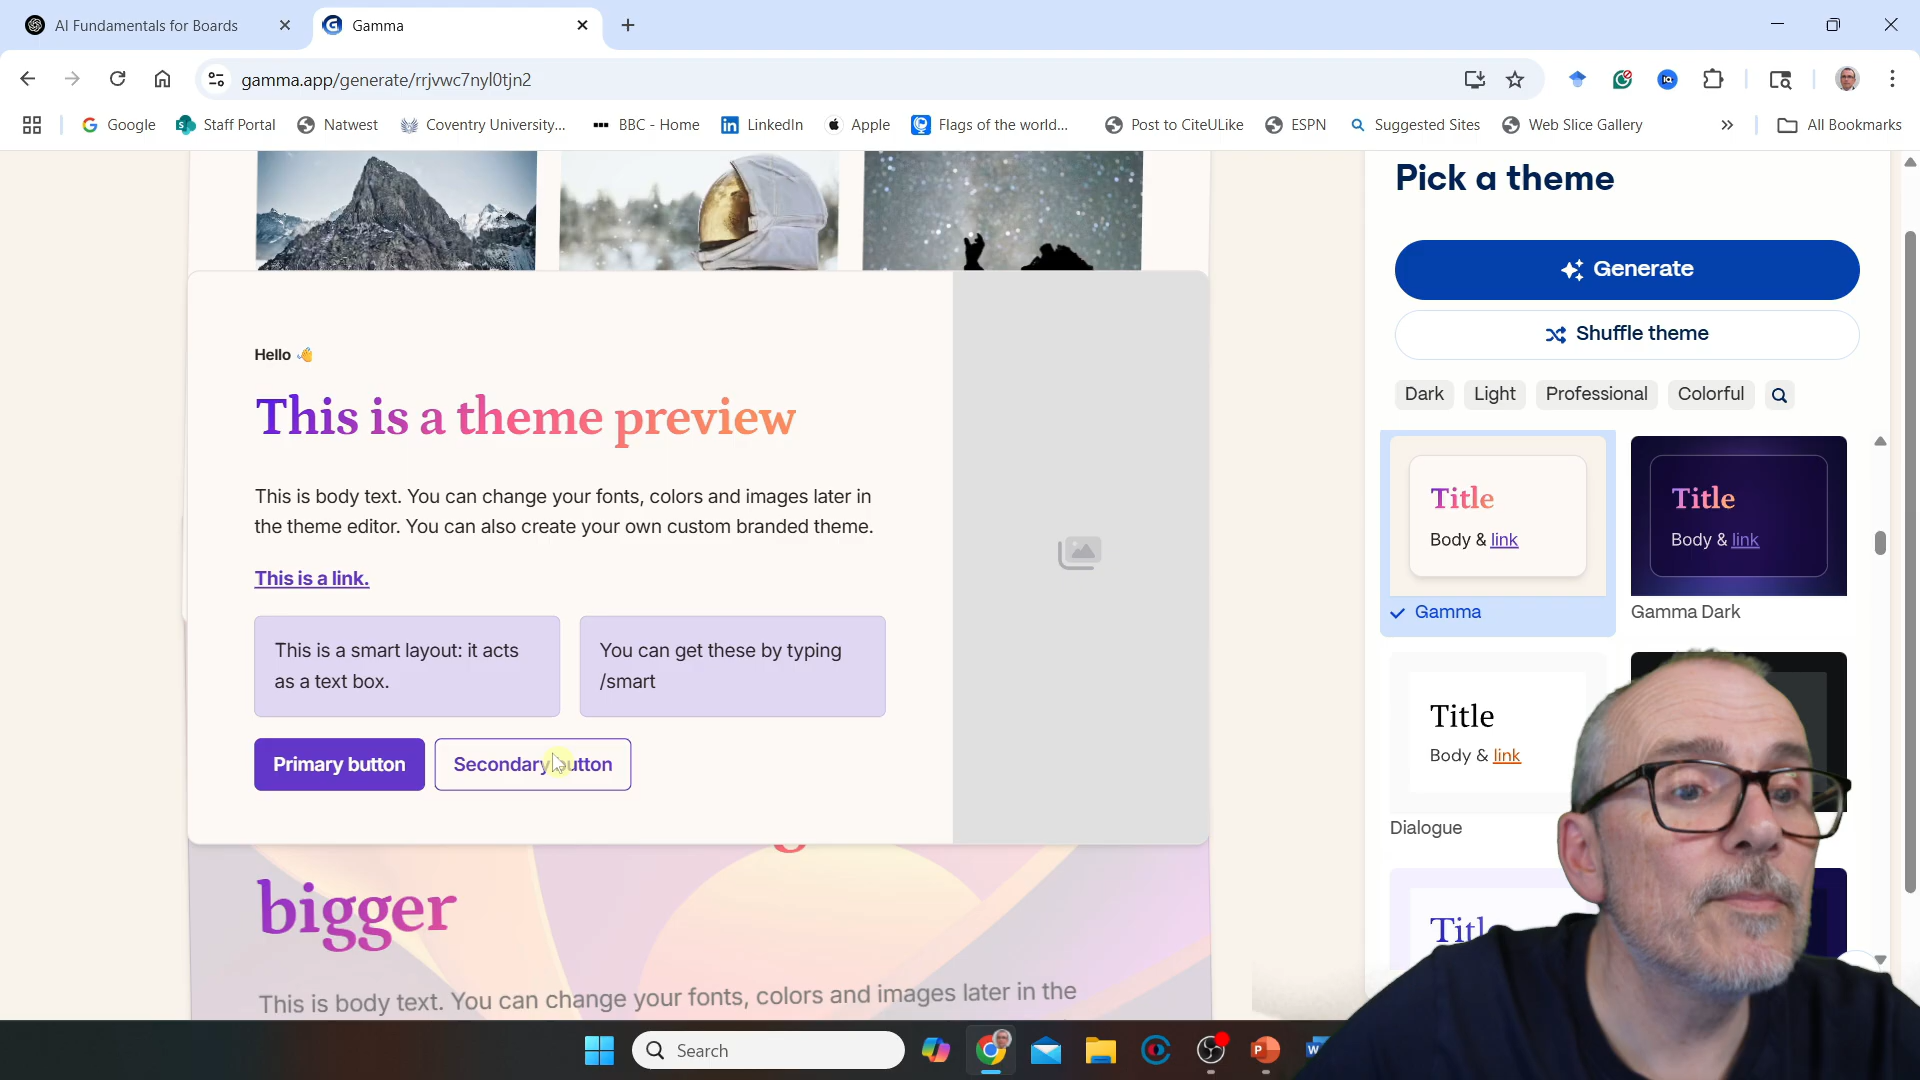 AI Fundamentals for Boards
Gamma
gamma.app/generate/rrjvwc7nyl0tjn2
Google
Staff Portal
Natwest
Coventry University...
BBC - Home
LinkedIn
Apple
Flags of the world...
Post to CiteULike
ESPN
Suggested Sites
Web Slice Gallery
All Bookmarks
Pick a theme
Generate
Shuffle theme
Dark
Light
Professional
Colorful
Hello 👋
This is a theme preview
This is body text. You can change your fonts, colors and images later in
the theme editor. You can also create your own custom branded theme.
This is a link.
This is a smart layout: it acts
as a text box.
You can get these by typing
/smart
Primary button
Secondary button
bigger
This is body text. You can change your fonts, colors and images later in the
Title
Body & link
Gamma
Title
Body & link
Gamma Dark
Title
Body & link
Dialogue
Search